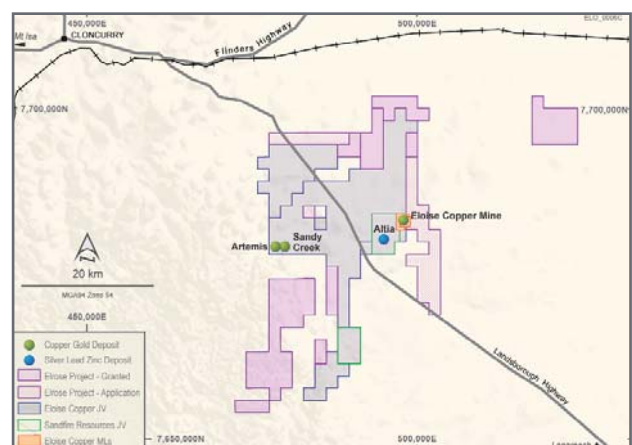 450,000E
500,000E
ELO_0006C
Mt Isa
CLONCURRY
Flinders Highway
7,700,000N
7,700,000N
Eloise Copper Mine
Altia
Artemis
Sandy
Creek
20 km
MGA94 Zone 54
450,000E
Copper Gold Deposit
Silver Lead Zinc Deposit
Elrose Project - Granted
Elrose Project - Application
Eloise Copper JV
Sandfire Resources JV
Eloise Copper MLs
Landsborough Highway
7,650,000N
500,000E